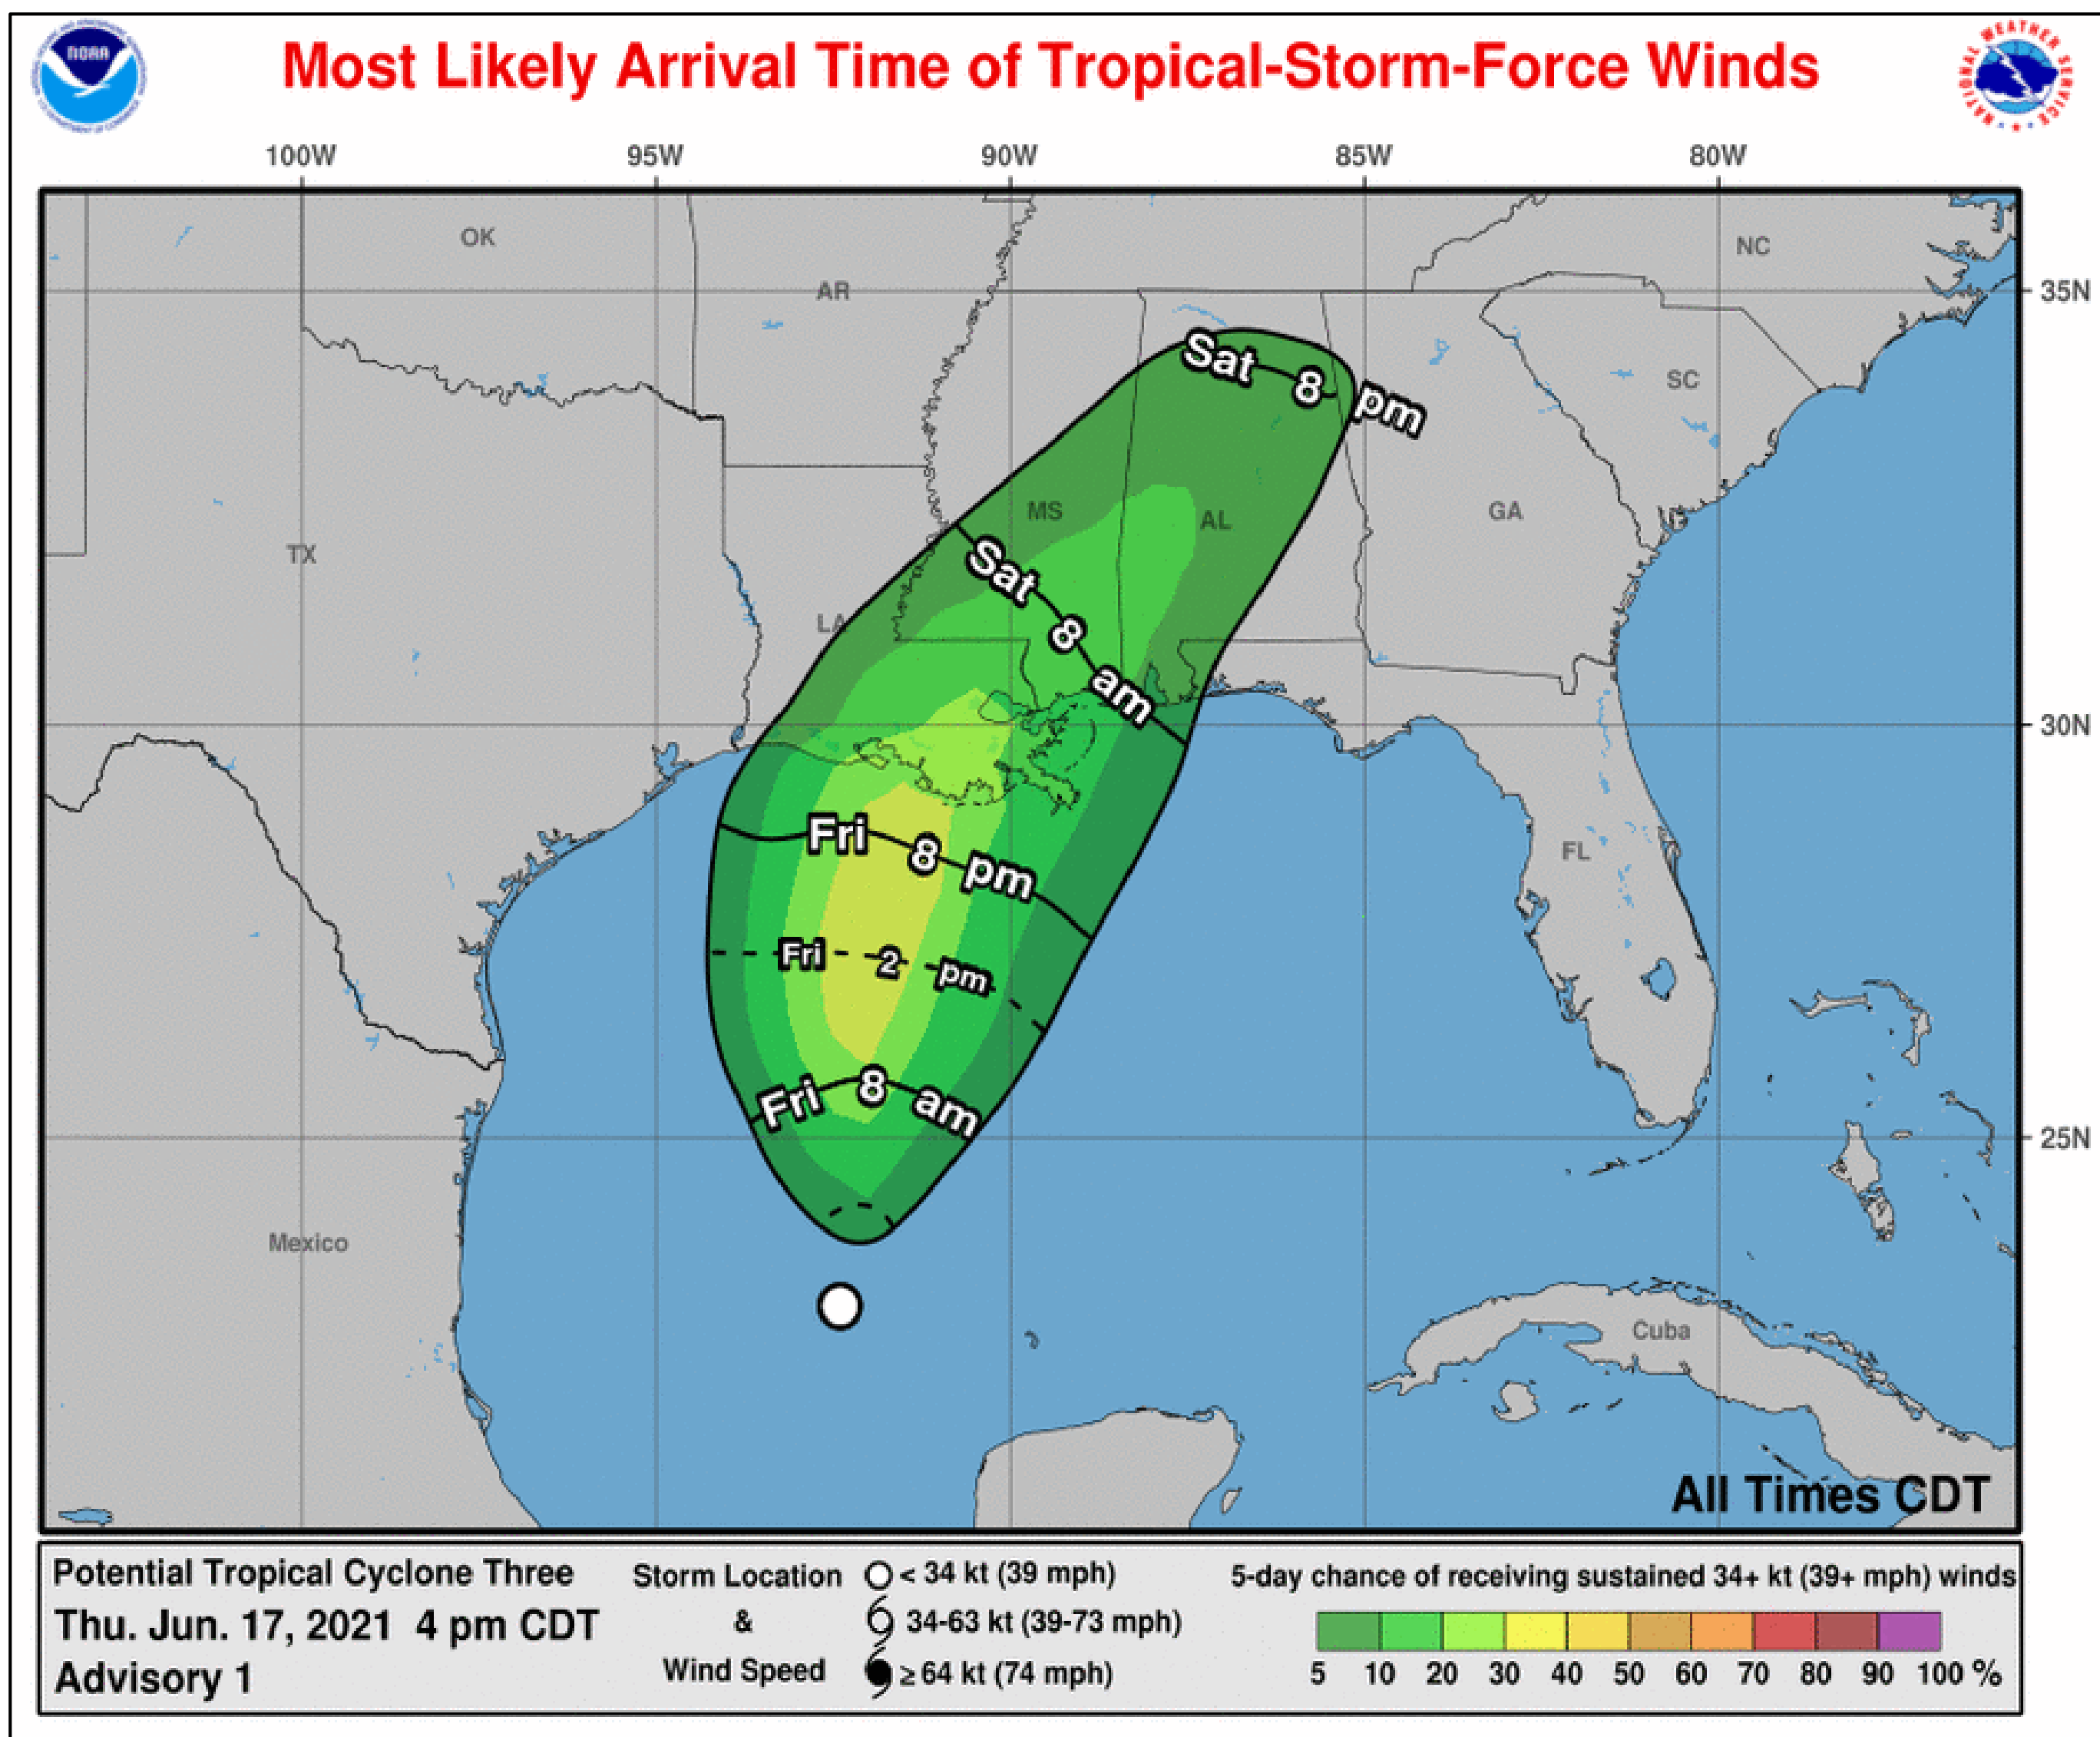 NOAA
Most Likely Arrival Time of Tropical-Storm-Force Winds
NATIONAL WEATHER SERVICE
100W 95W 90W 85W 80W
OK
NC
AR
35N
Sat 8 pm
SC
MS
AL
GA
TX
Sat 8 am
LA
30N
Fri 8 pm
FL
Fri 2 pm
Fri 8 am
25N
Mexico
Cuba
All Times CDT
Potential Tropical Cyclone Three
Thu. Jun. 17, 2021 4 pm CDT
Advisory 1
Storm Location
&
Wind Speed
< 34 kt (39 mph)
34-63 kt (39-73 mph)
≥ 64 kt (74 mph)
5-day chance of receiving sustained 34+ kt (39+ mph) winds
5 10 20 30 40 50 60 70 80 90 100 %